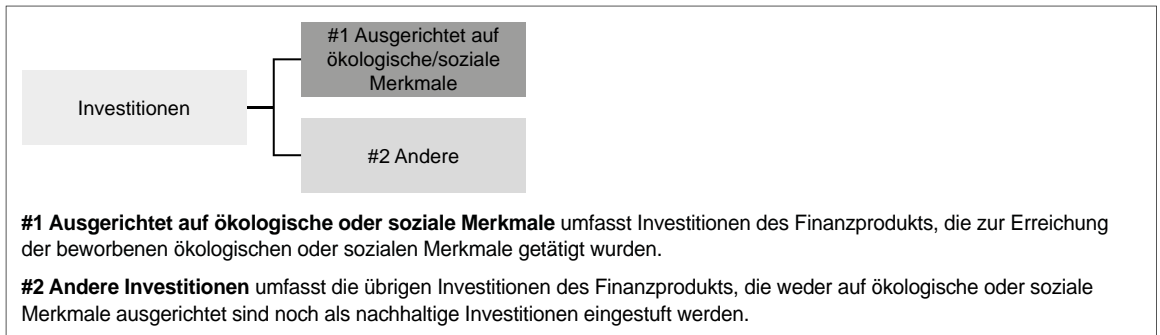 #1 Ausgerichtet auf
ökologische/soziale
Merkmale
Investitionen
#2 Andere
#1 Ausgerichtet auf ökologische oder soziale Merkmale umfasst Investitionen des Finanzprodukts, die zur Erreichung
der beworbenen ökologischen oder sozialen Merkmale getätigt wurden.
#2 Andere Investitionen umfasst die übrigen Investitionen des Finanzprodukts, die weder auf ökologische oder soziale
Merkmale ausgerichtet sind noch als nachhaltige Investitionen eingestuft werden.